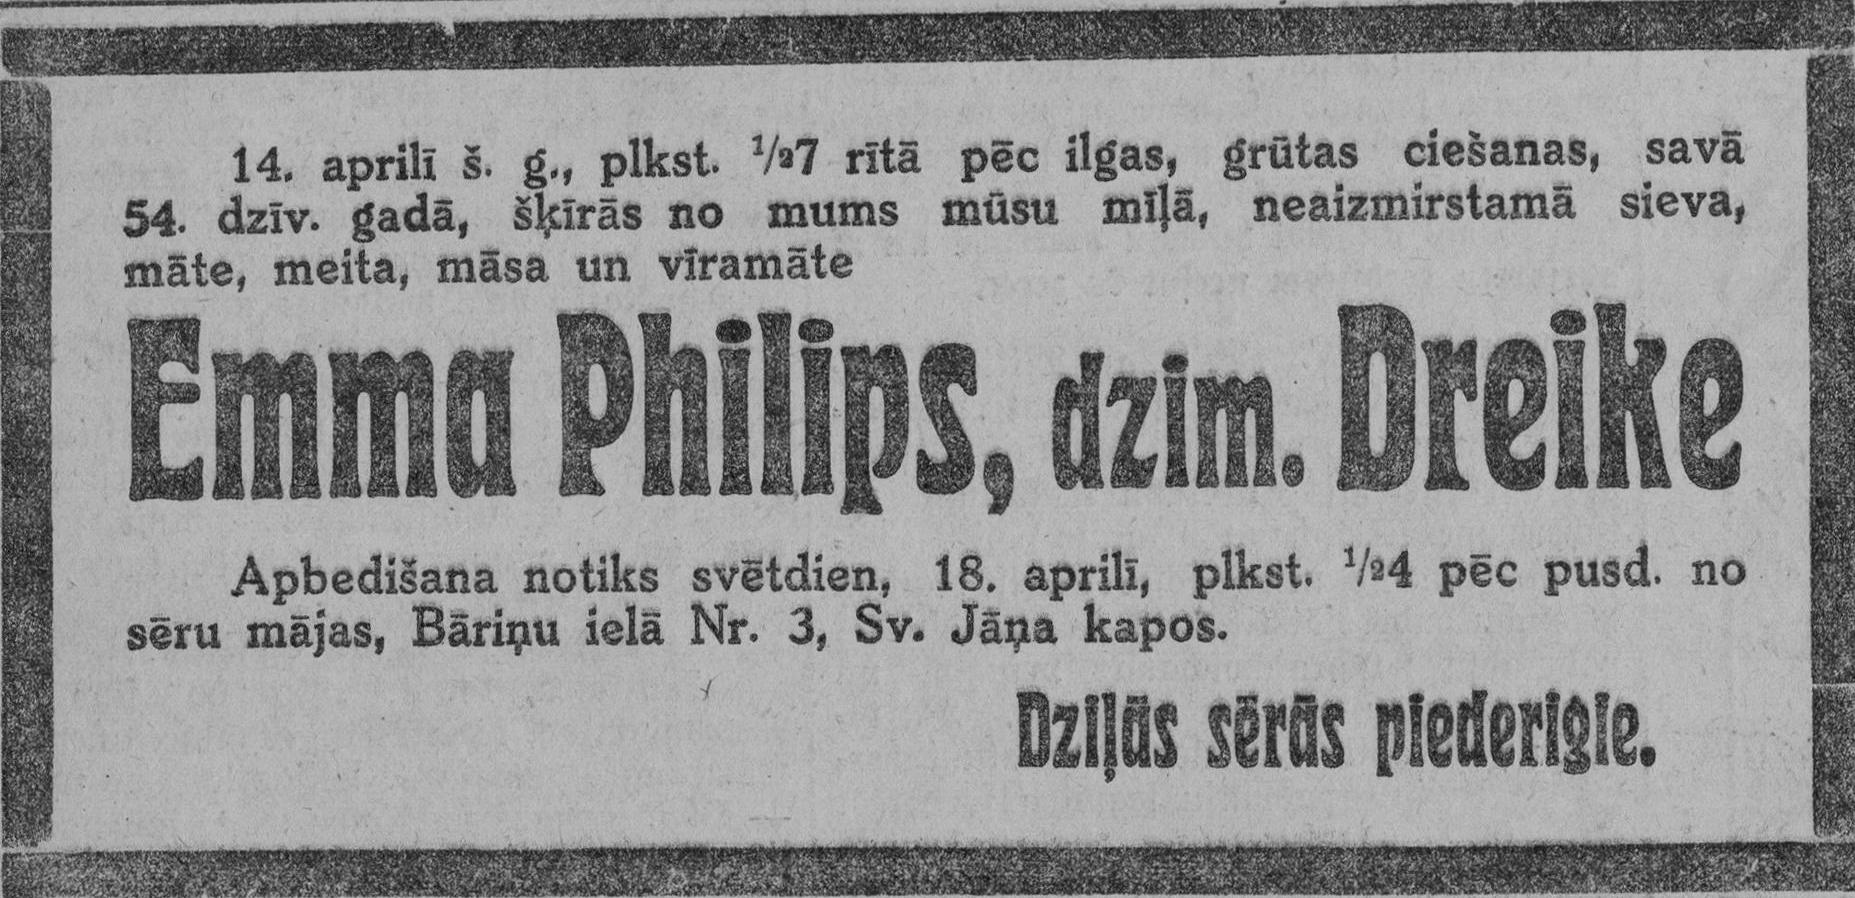 14. aprilī š. g., plkst. ½7 rītā pēc ilgas, grūtas ciešanas, savā
54. dzīv. gadā, šķīrās no mums mūsu mīļā, neaizmirstamā sieva,
māte, meita, māsa un vīramāte
Emma Philips, dzim. Dreike
Apbedišana notiks svētdien, 18. aprilī, plkst. ½4 pēc pusd. no
sēru mājas, Bāriņu ielā Nr. 3, Sv. Jāņa kapos.
Dziļās sērās piederiģie.